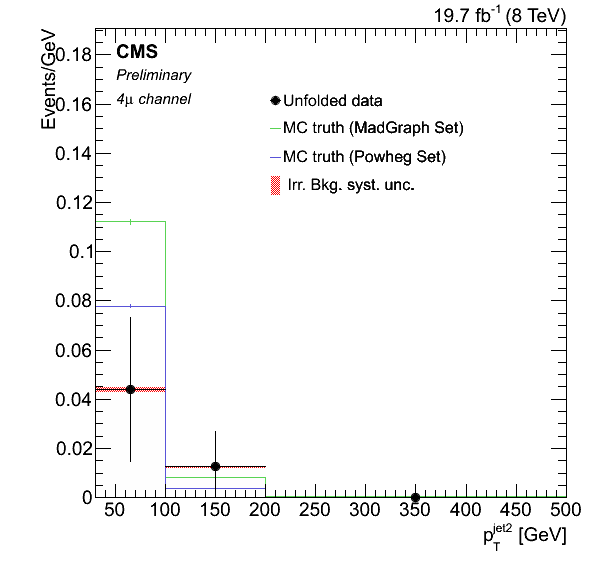 19.7 fb⁻¹ (8 TeV)
Events/GeV
CMS
Preliminary
4μ channel
Unfolded data
MC truth (MadGraph Set)
MC truth (Powheg Set)
Irr. Bkg. syst. unc.
0.18
0.16
0.14
0.12
0.1
0.08
0.06
0.04
0.02
0
50 100 150 200 250 300 350 400 450 500
p_T^jet2 [GeV]